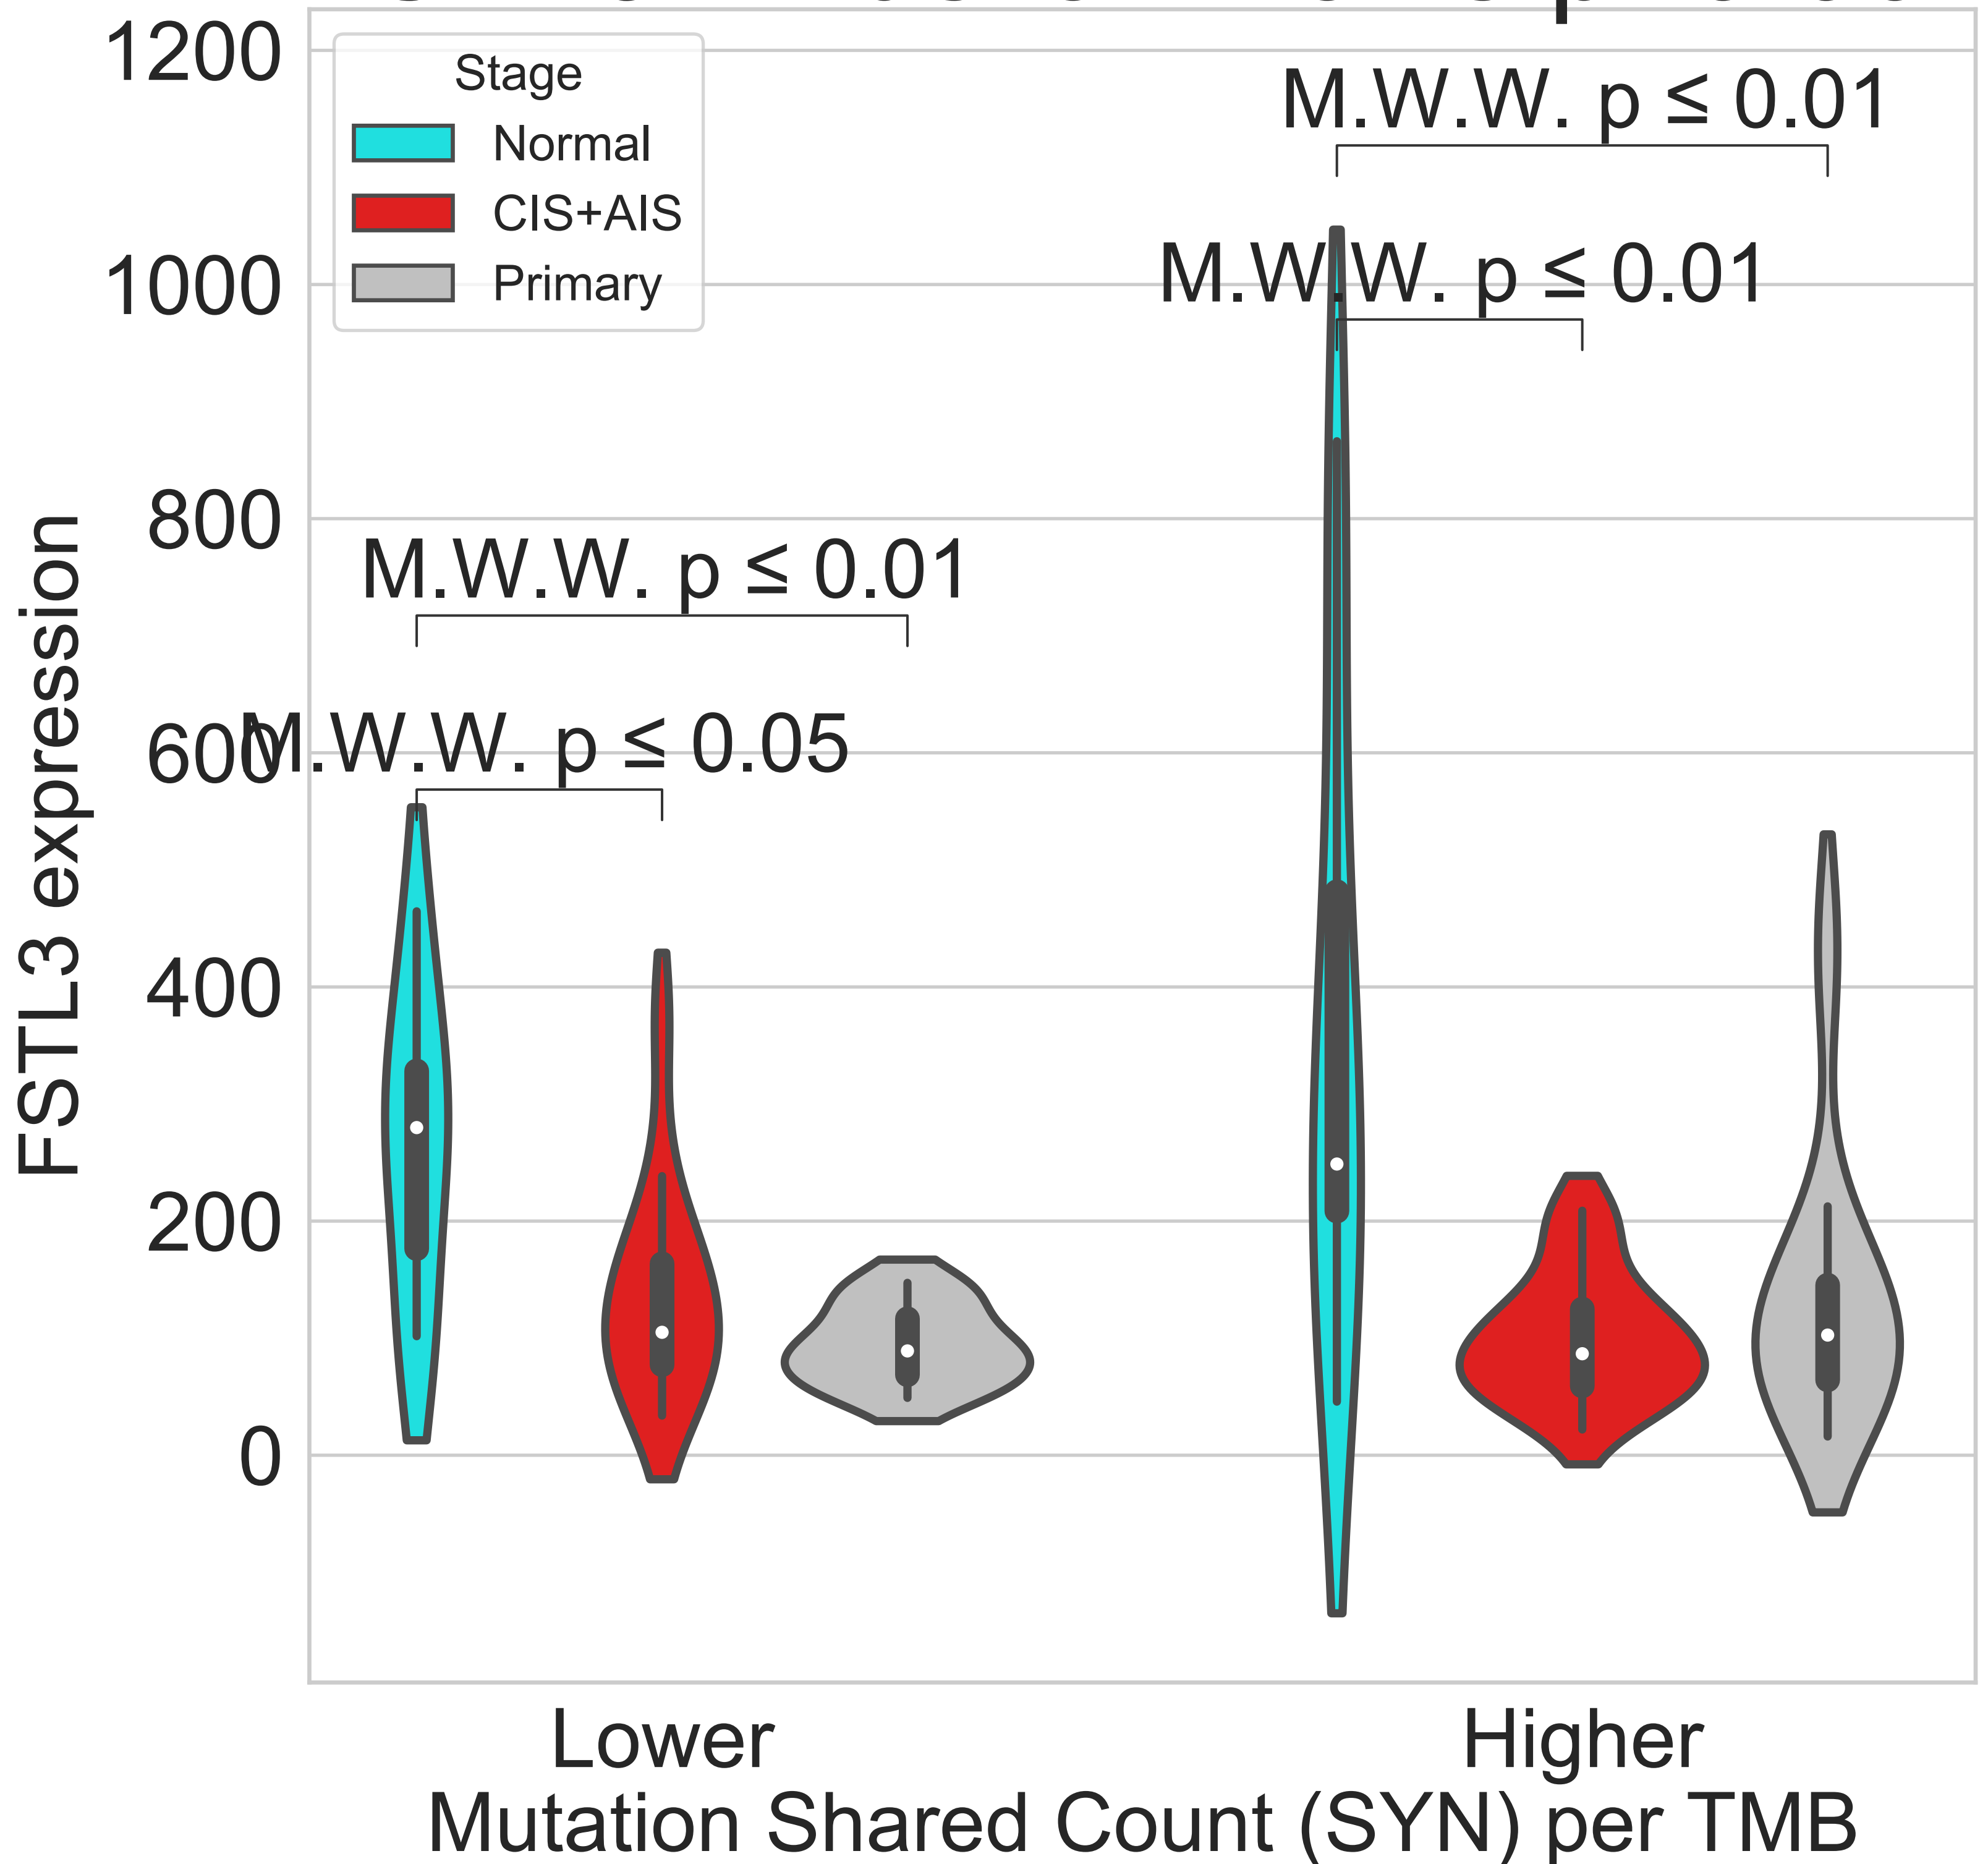 1200
1000
800
600
400
200
0
FSTL3 expression
Stage
Normal
CIS+AIS
Primary
M.W.W. p ≤ 0.01
M.W.W. p ≤ 0.01
M.W.W. p ≤ 0.01
M.W.W. p ≤ 0.05
Lower
Higher
Mutation Shared Count (SYN) per TMB